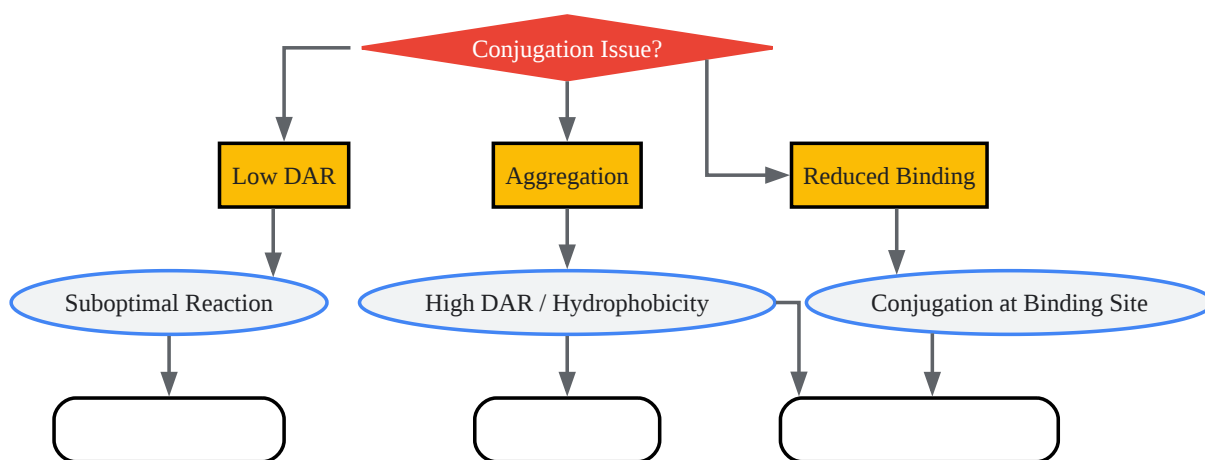 Conjugation Issue?
Low DAR
Aggregation
Reduced Binding
Suboptimal Reaction
High DAR / Hydrophobicity
Conjugation at Binding Site